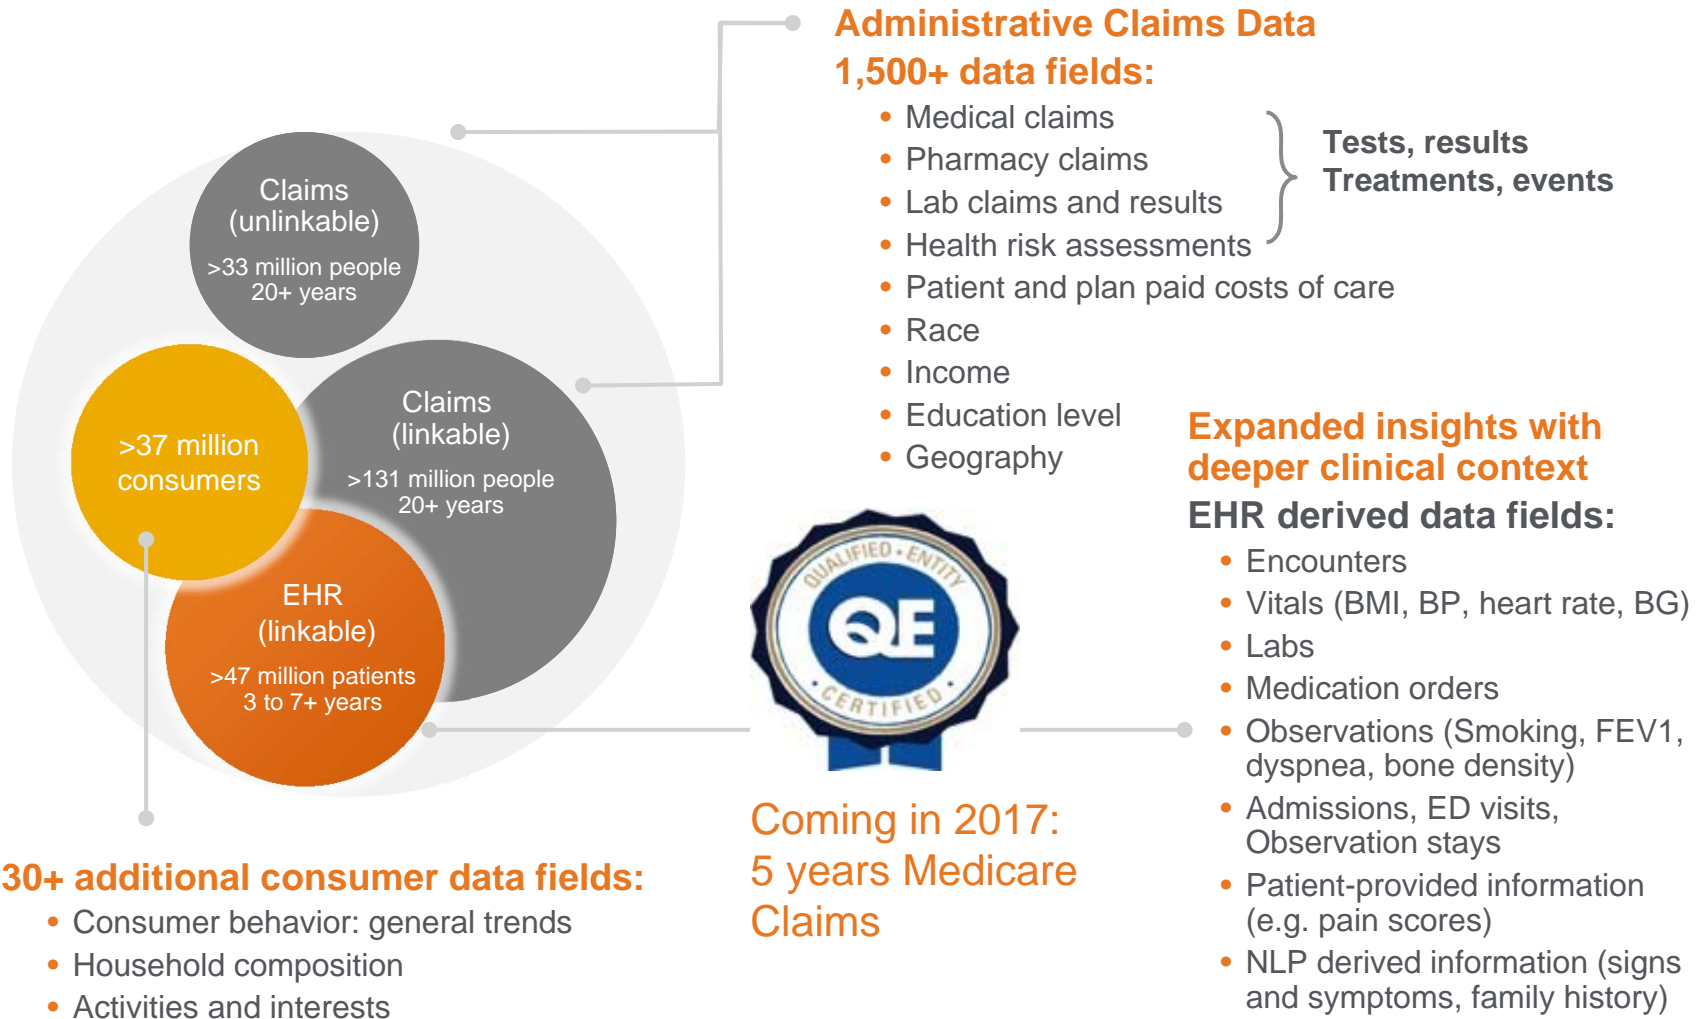 Administrative Claims Data
1,500+ data fields:
• Medical claims
• Pharmacy claims
• Lab claims and results
• Health risk assessments
• Patient and plan paid costs of care
• Race
• Income
• Education level
• Geography
Tests, results
Treatments, events
Claims
(unlinkable)
>33 million people
20+ years
>37 million
consumers
Claims
(linkable)
>131 million people
20+ years
EHR
(linkable)
>47 million patients
3 to 7+ years
QUALIFIED • ENTITY
QE
• CERTIFIED •
Coming in 2017:
5 years Medicare
Claims
Expanded insights with
deeper clinical context
EHR derived data fields:
• Encounters
• Vitals (BMI, BP, heart rate, BG)
• Labs
• Medication orders
• Observations (Smoking, FEV1,
dyspnea, bone density)
• Admissions, ED visits,
Observation stays
• Patient-provided information
(e.g. pain scores)
• NLP derived information (signs
and symptoms, family history)
30+ additional consumer data fields:
• Consumer behavior: general trends
• Household composition
• Activities and interests